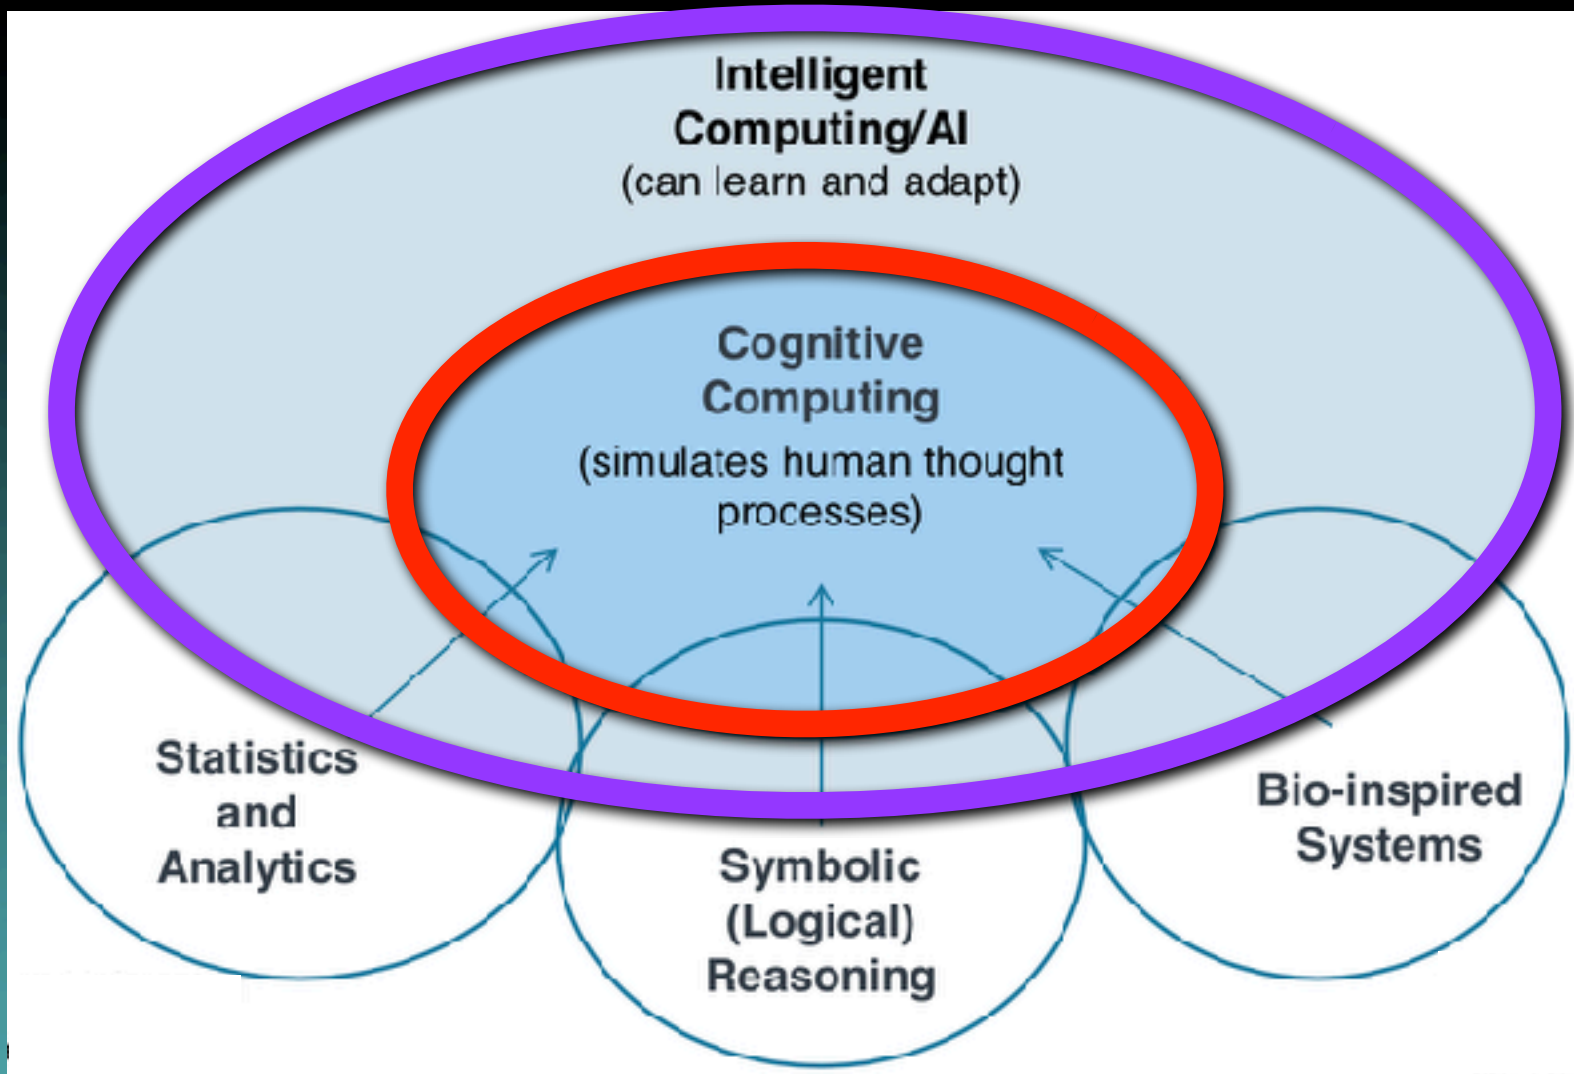 Intelligent
Computing/AI
(can learn and adapt)
Cognitive
Computing
(simulates human thought
processes)
Statistics
and
Analytics
Symbolic
(Logical)
Reasoning
Bio-inspired
Systems